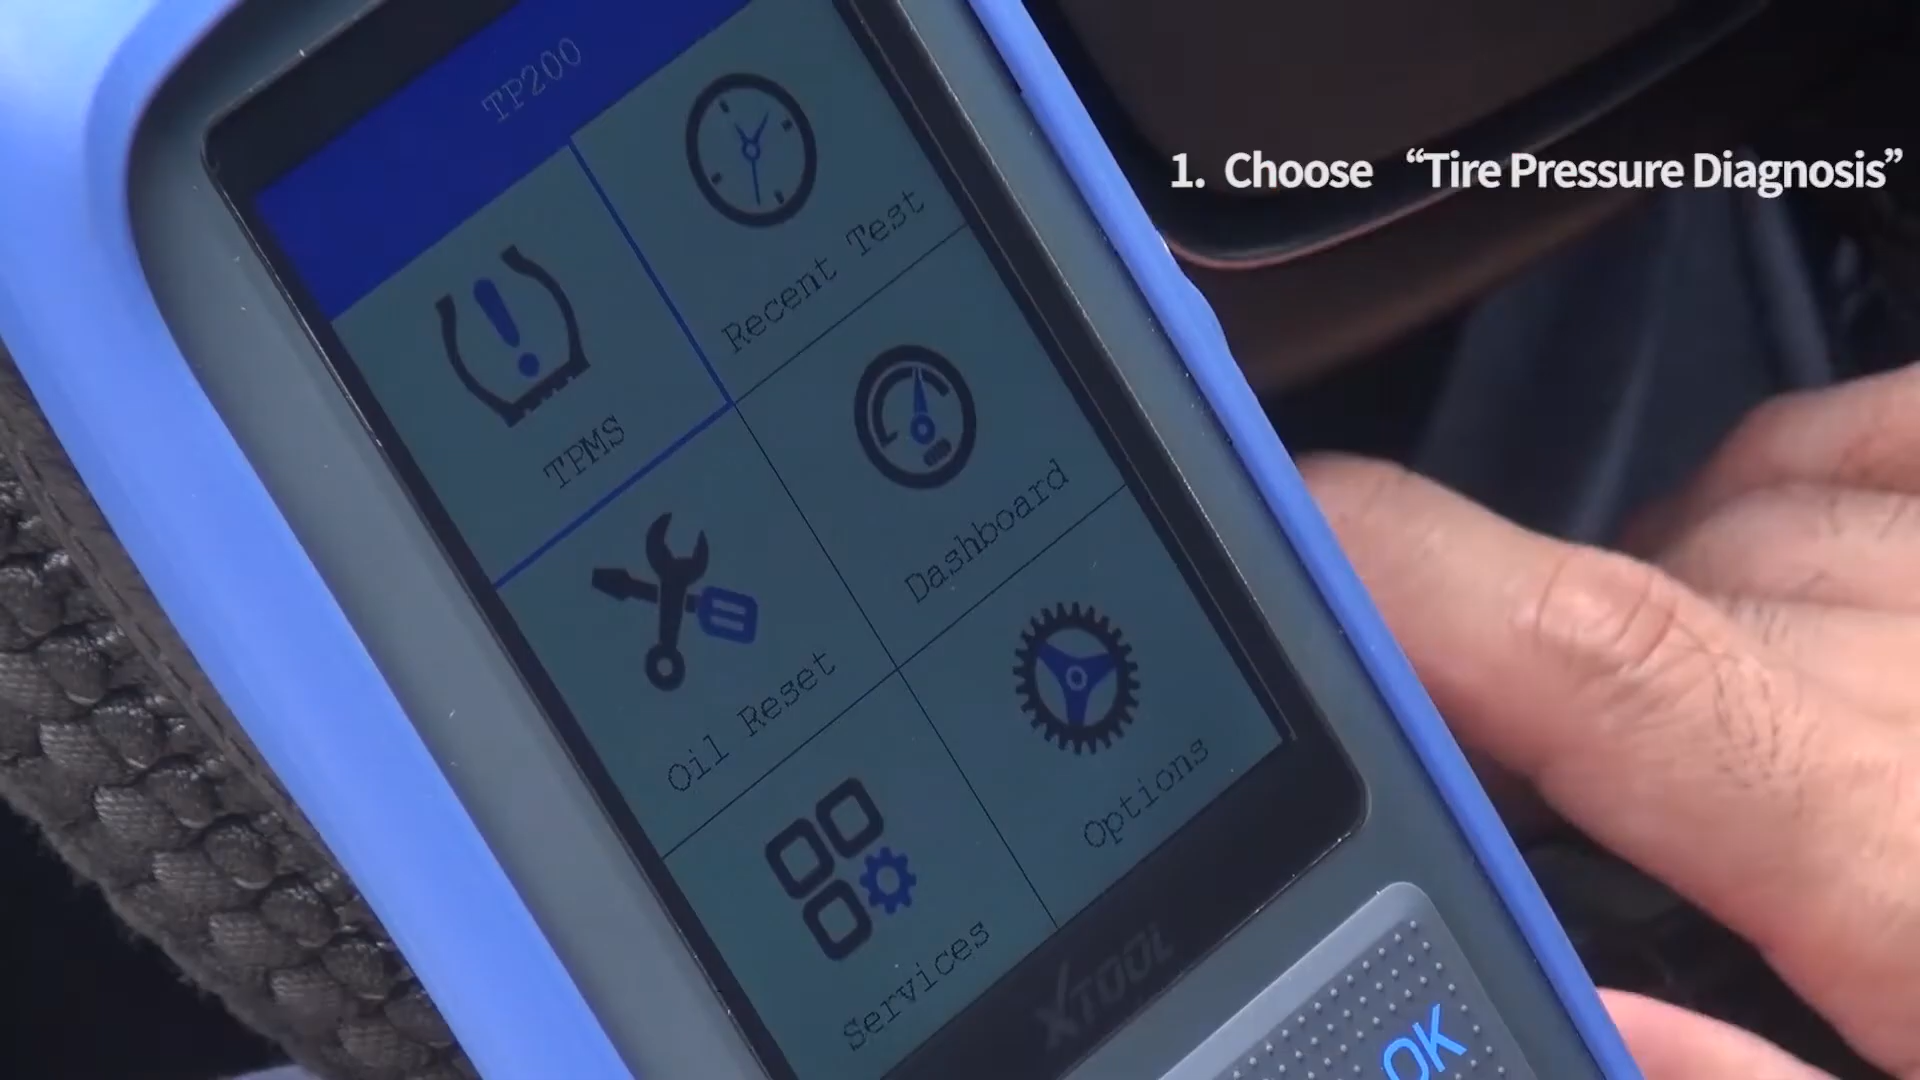 TP200
TPMS
Recent Test
Oil Reset
Dashboard
Services
Options
XTOOL
OK
1. Choose “Tire Pressure Diagnosis”